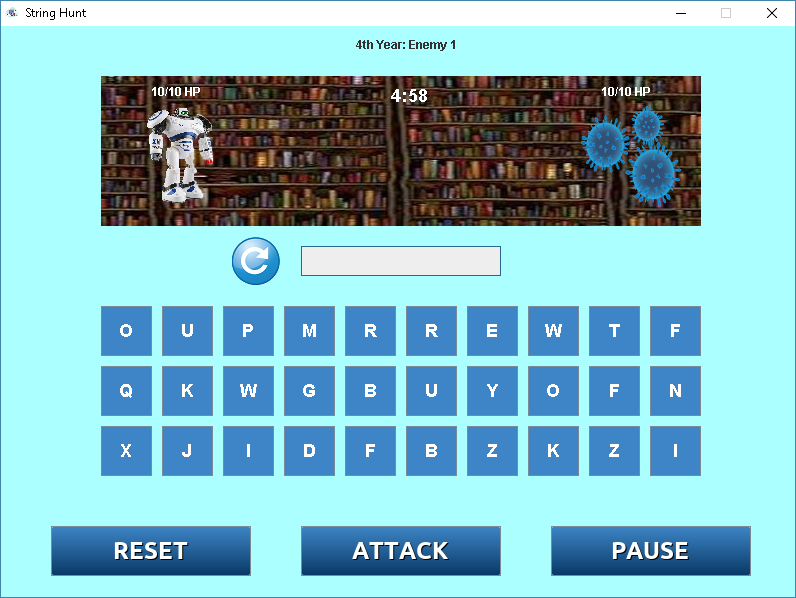 String Hunt
4th Year: Enemy 1
10/10 HP 4:58 10/10 HP
O U P M R R E W T F
Q K W G B U Y O F N
X J I D F B Z K Z I
RESET ATTACK PAUSE